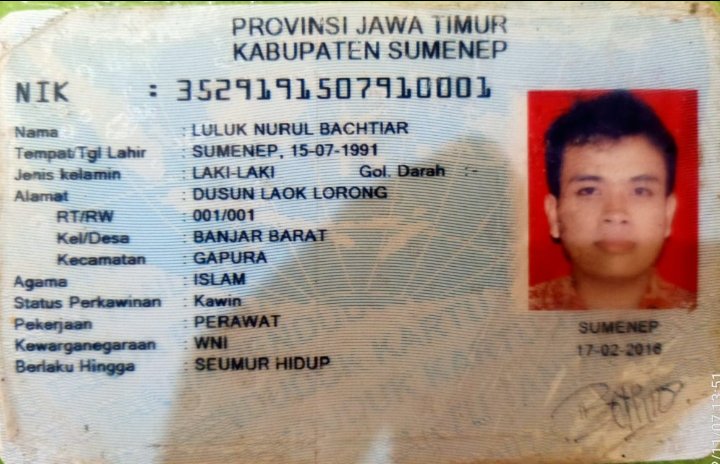 PROVINSI JAWA TIMUR
KABUPATEN SUMENEP
NIK : 3529191507910001
Nama : LULUK NURUL BACHTIAR
Tempat/Tgl Lahir : SUMENEP, 15-07-1991
Jenis kelamin : LAKI-LAKI Gol. Darah :-
Alamat : DUSUN LAOK LORONG
RT/RW : 001/001
Kel/Desa : BANJAR BARAT
Kecamatan : GAPURA
Agama : ISLAM
Status Perkawinan : Kawin
Pekerjaan : PERAWAT
Kewarganegaraan : WNI
Berlaku Hingga : SEUMUR HIDUP
SUMENEP
17-02-2016